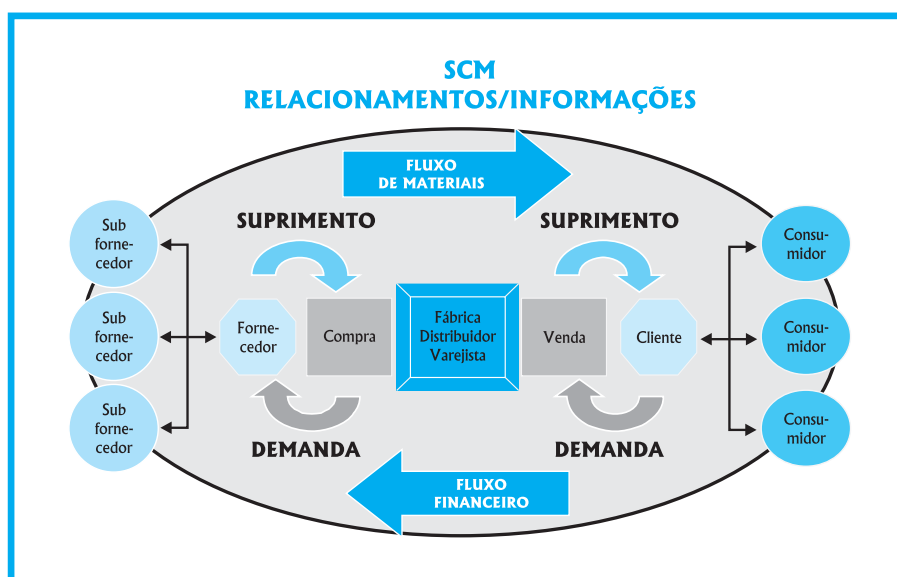 SCM
RELACIONAMENTOS/INFORMAÇÕES
FLUXO
DE MATERIAIS
SUPRIMENTO
SUPRIMENTO
Sub
forne-
cedor
Sub
forne-
cedor
Sub
forne-
cedor
Forne-
cedor
Compra
Fábrica
Distribuidor
Varejista
Venda
Cliente
Consu-
midor
Consu-
midor
Consu-
midor
DEMANDA
DEMANDA
FLUXO
FINANCEIRO